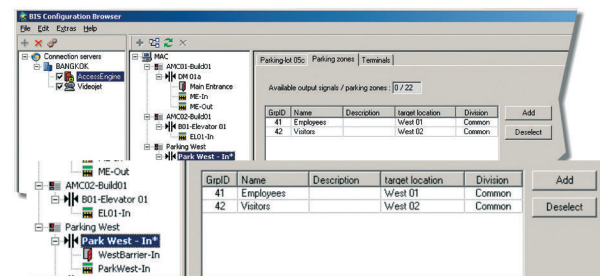 BIS Configuration Browser
File Edit Extras Help
Connection servers
BANGKOK
AccessEngine
Videojet
MAC
AMC01-Build01
DM 01a
Main Entrance
ME-In
ME-Out
AMC02-Build01
B01-Elevator 01
EL01-In
Parking West
Park West - In*
Parking-lot 05c Parking zones Terminals
Available output signals / parking zones : 0 / 22
GrpID Name Description target location Division
41 Employees West 01 Common
42 Visitors West 02 Common
Add
Deselect
ME-Out
AMC02-Build01
B01-Elevator 01
EL01-In
Parking West
Park West - In*
WestBarrier-In
ParkWest-In
GrpID Name Description target location Division
41 Employees West 01 Common
42 Visitors West 02 Common
Add
Deselect